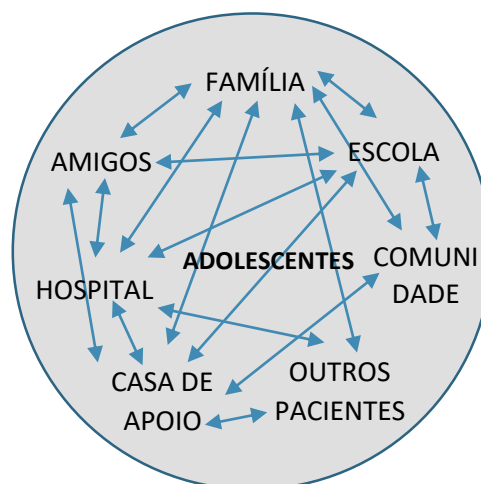 FAMÍLIA
AMIGOS
ESCOLA
ADOLESCENTES
COMUNI
DADE
HOSPITAL
CASA DE
APOIO
OUTROS
PACIENTES